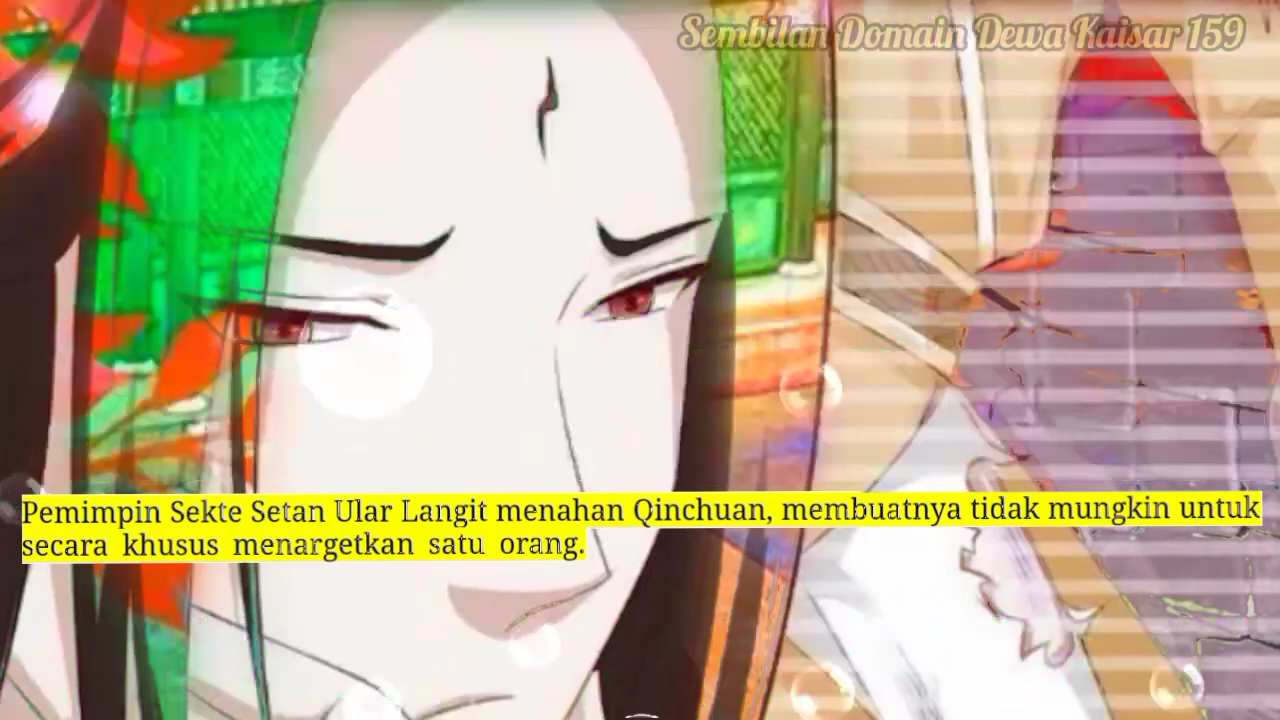 Sembilan Domain Dewa Kaisar 159
Pemimpin Sekte Setan Ular Langit menahan Qinchuan, membuatnya tidak mungkin untuk
secara khusus menargetkan satu orang.